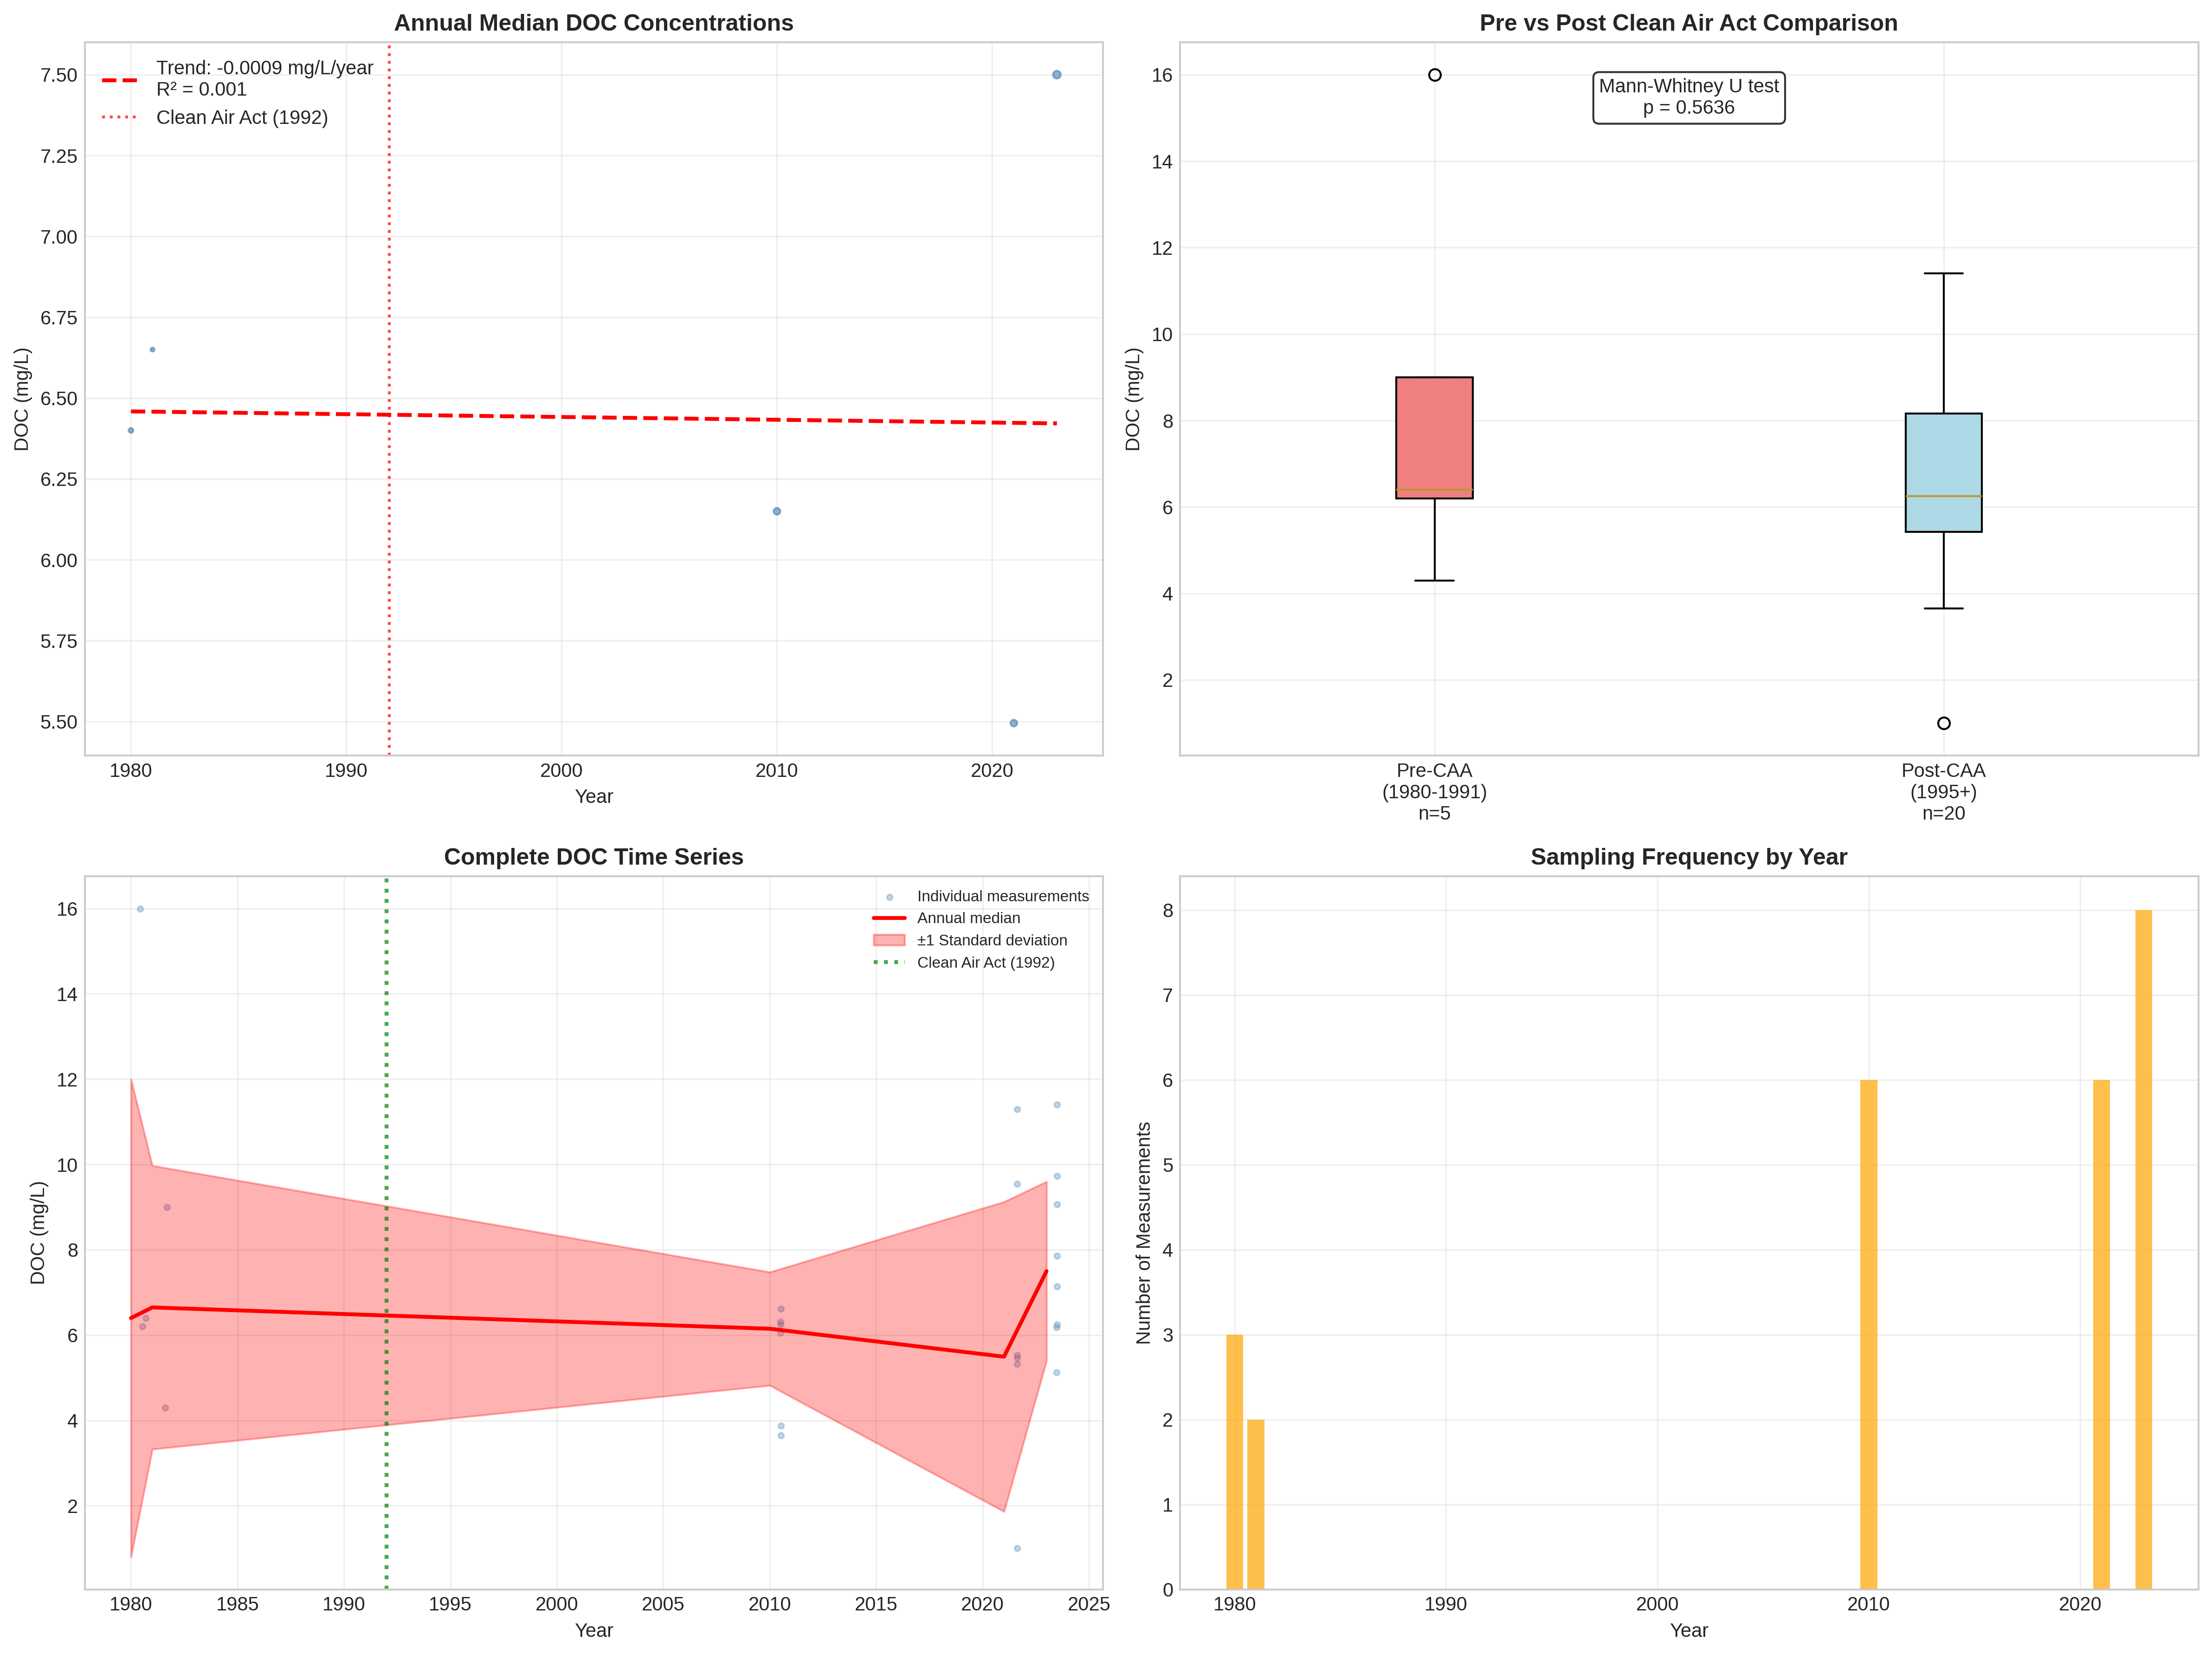 Annual Median DOC Concentrations
Trend: -0.0009 mg/L/year
R² = 0.001
Clean Air Act (1992)
7.50
7.25
7.00
6.75
6.50
6.25
6.00
5.75
5.50
DOC (mg/L)
1980
1990
2000
2010
2020
Year
Pre vs Post Clean Air Act Comparison
Mann-Whitney U test
p = 0.5636
16
14
12
10
8
6
4
2
DOC (mg/L)
Pre-CAA
(1980-1991)
n=5
Post-CAA
(1995+)
n=20
Complete DOC Time Series
Individual measurements
Annual median
±1 Standard deviation
Clean Air Act (1992)
16
14
12
10
8
6
4
2
DOC (mg/L)
1980
1985
1990
1995
2000
2005
2010
2015
2020
2025
Year
Sampling Frequency by Year
8
7
6
5
4
3
2
1
0
Number of Measurements
1980
1990
2000
2010
2020
Year